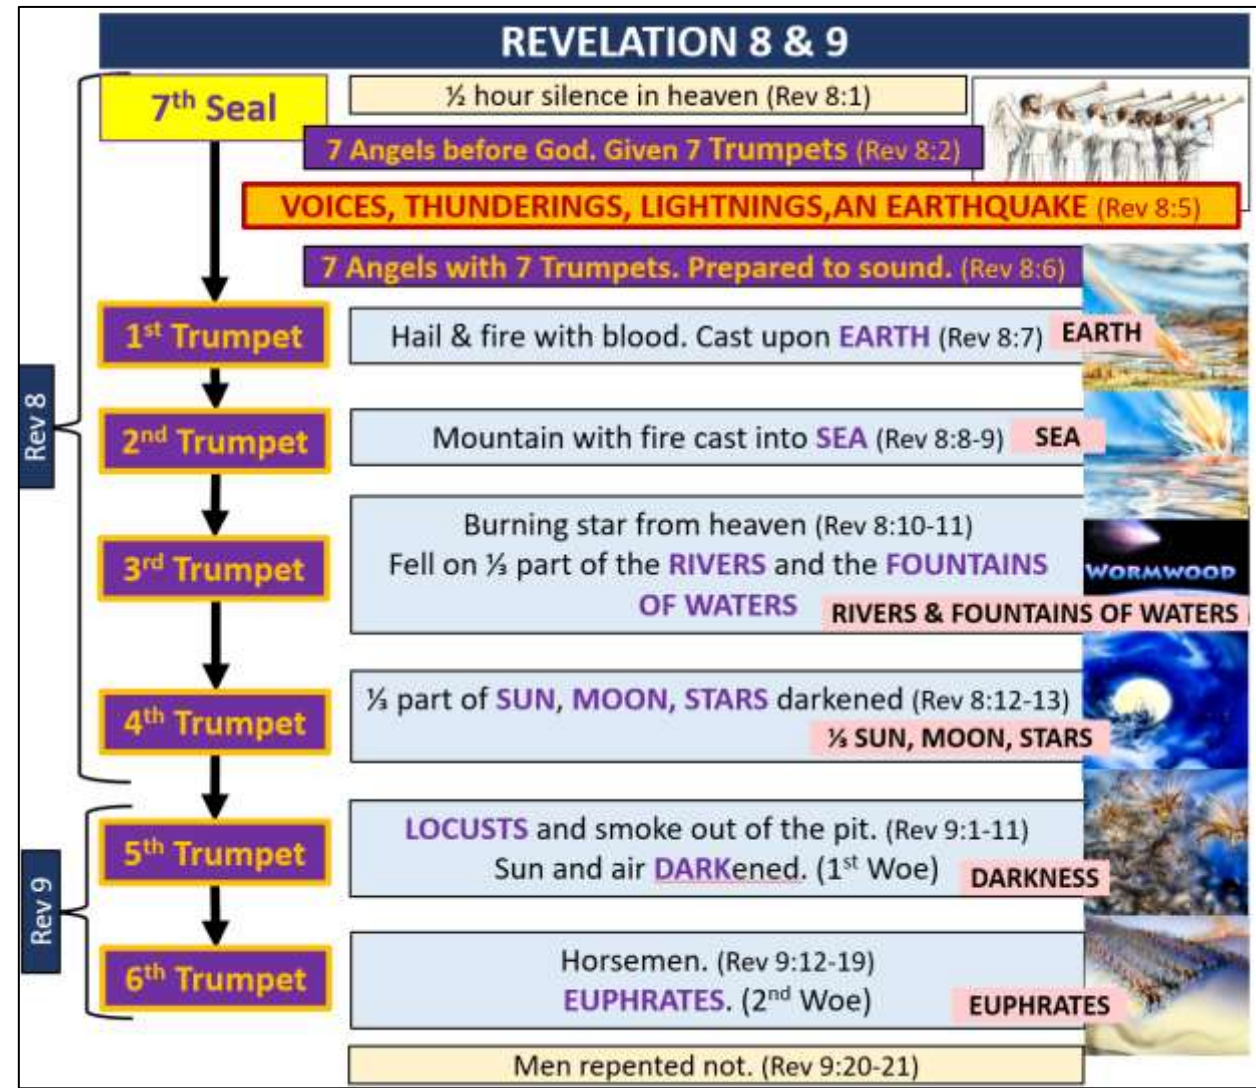 REVELATION 8 & 9
7th Seal
½ hour silence in heaven (Rev 8:1)
7 Angels before God. Given 7 Trumpets (Rev 8:2)
VOICES, THUNDERINGS, LIGHTNINGS,AN EARTHQUAKE (Rev 8:5)
7 Angels with 7 Trumpets. Prepared to sound. (Rev 8:6)
Rev 8
1st Trumpet
Hail & fire with blood. Cast upon EARTH (Rev 8:7)
EARTH
2nd Trumpet
Mountain with fire cast into SEA (Rev 8:8-9)
SEA
3rd Trumpet
Burning star from heaven (Rev 8:10-11)
Fell on ⅓ part of the RIVERS and the FOUNTAINS
OF WATERS
WORMWOOD
RIVERS & FOUNTAINS OF WATERS
4th Trumpet
⅓ part of SUN, MOON, STARS darkened (Rev 8:12-13)
⅓ SUN, MOON, STARS
Rev 9
5th Trumpet
LOCUSTS and smoke out of the pit. (Rev 9:1-11)
Sun and air DARKened. (1st Woe)
DARKNESS
6th Trumpet
Horsemen. (Rev 9:12-19)
EUPHRATES. (2nd Woe)
EUPHRATES
Men repented not. (Rev 9:20-21)